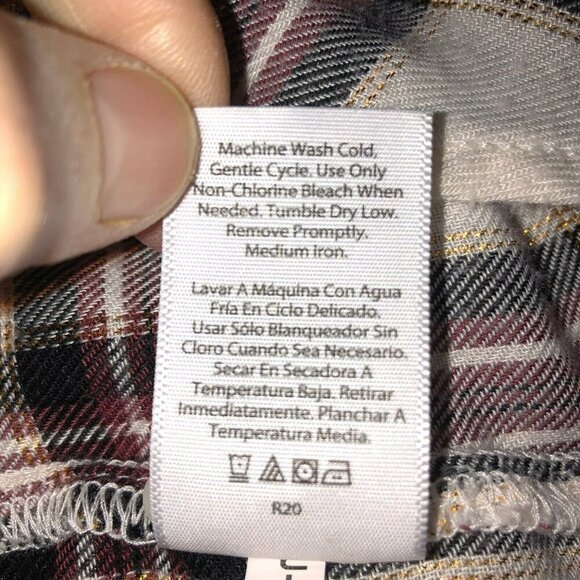 Machine Wash Cold,
Gentle Cycle. Use Only
Non-Chlorine Bleach When
Needed. Tumble Dry Low.
Remove Promptly.
Medium Iron.
Lavar A Máquina Con Agua
Fría En Ciclo Delicado.
Usar Sólo Blanqueador Sin
Cloro Cuando Sea Necesario.
Secar En Secadora A
Temperatura Baja. Retirar
Inmediatamente. Planchar A
Temperatura Media.
R20